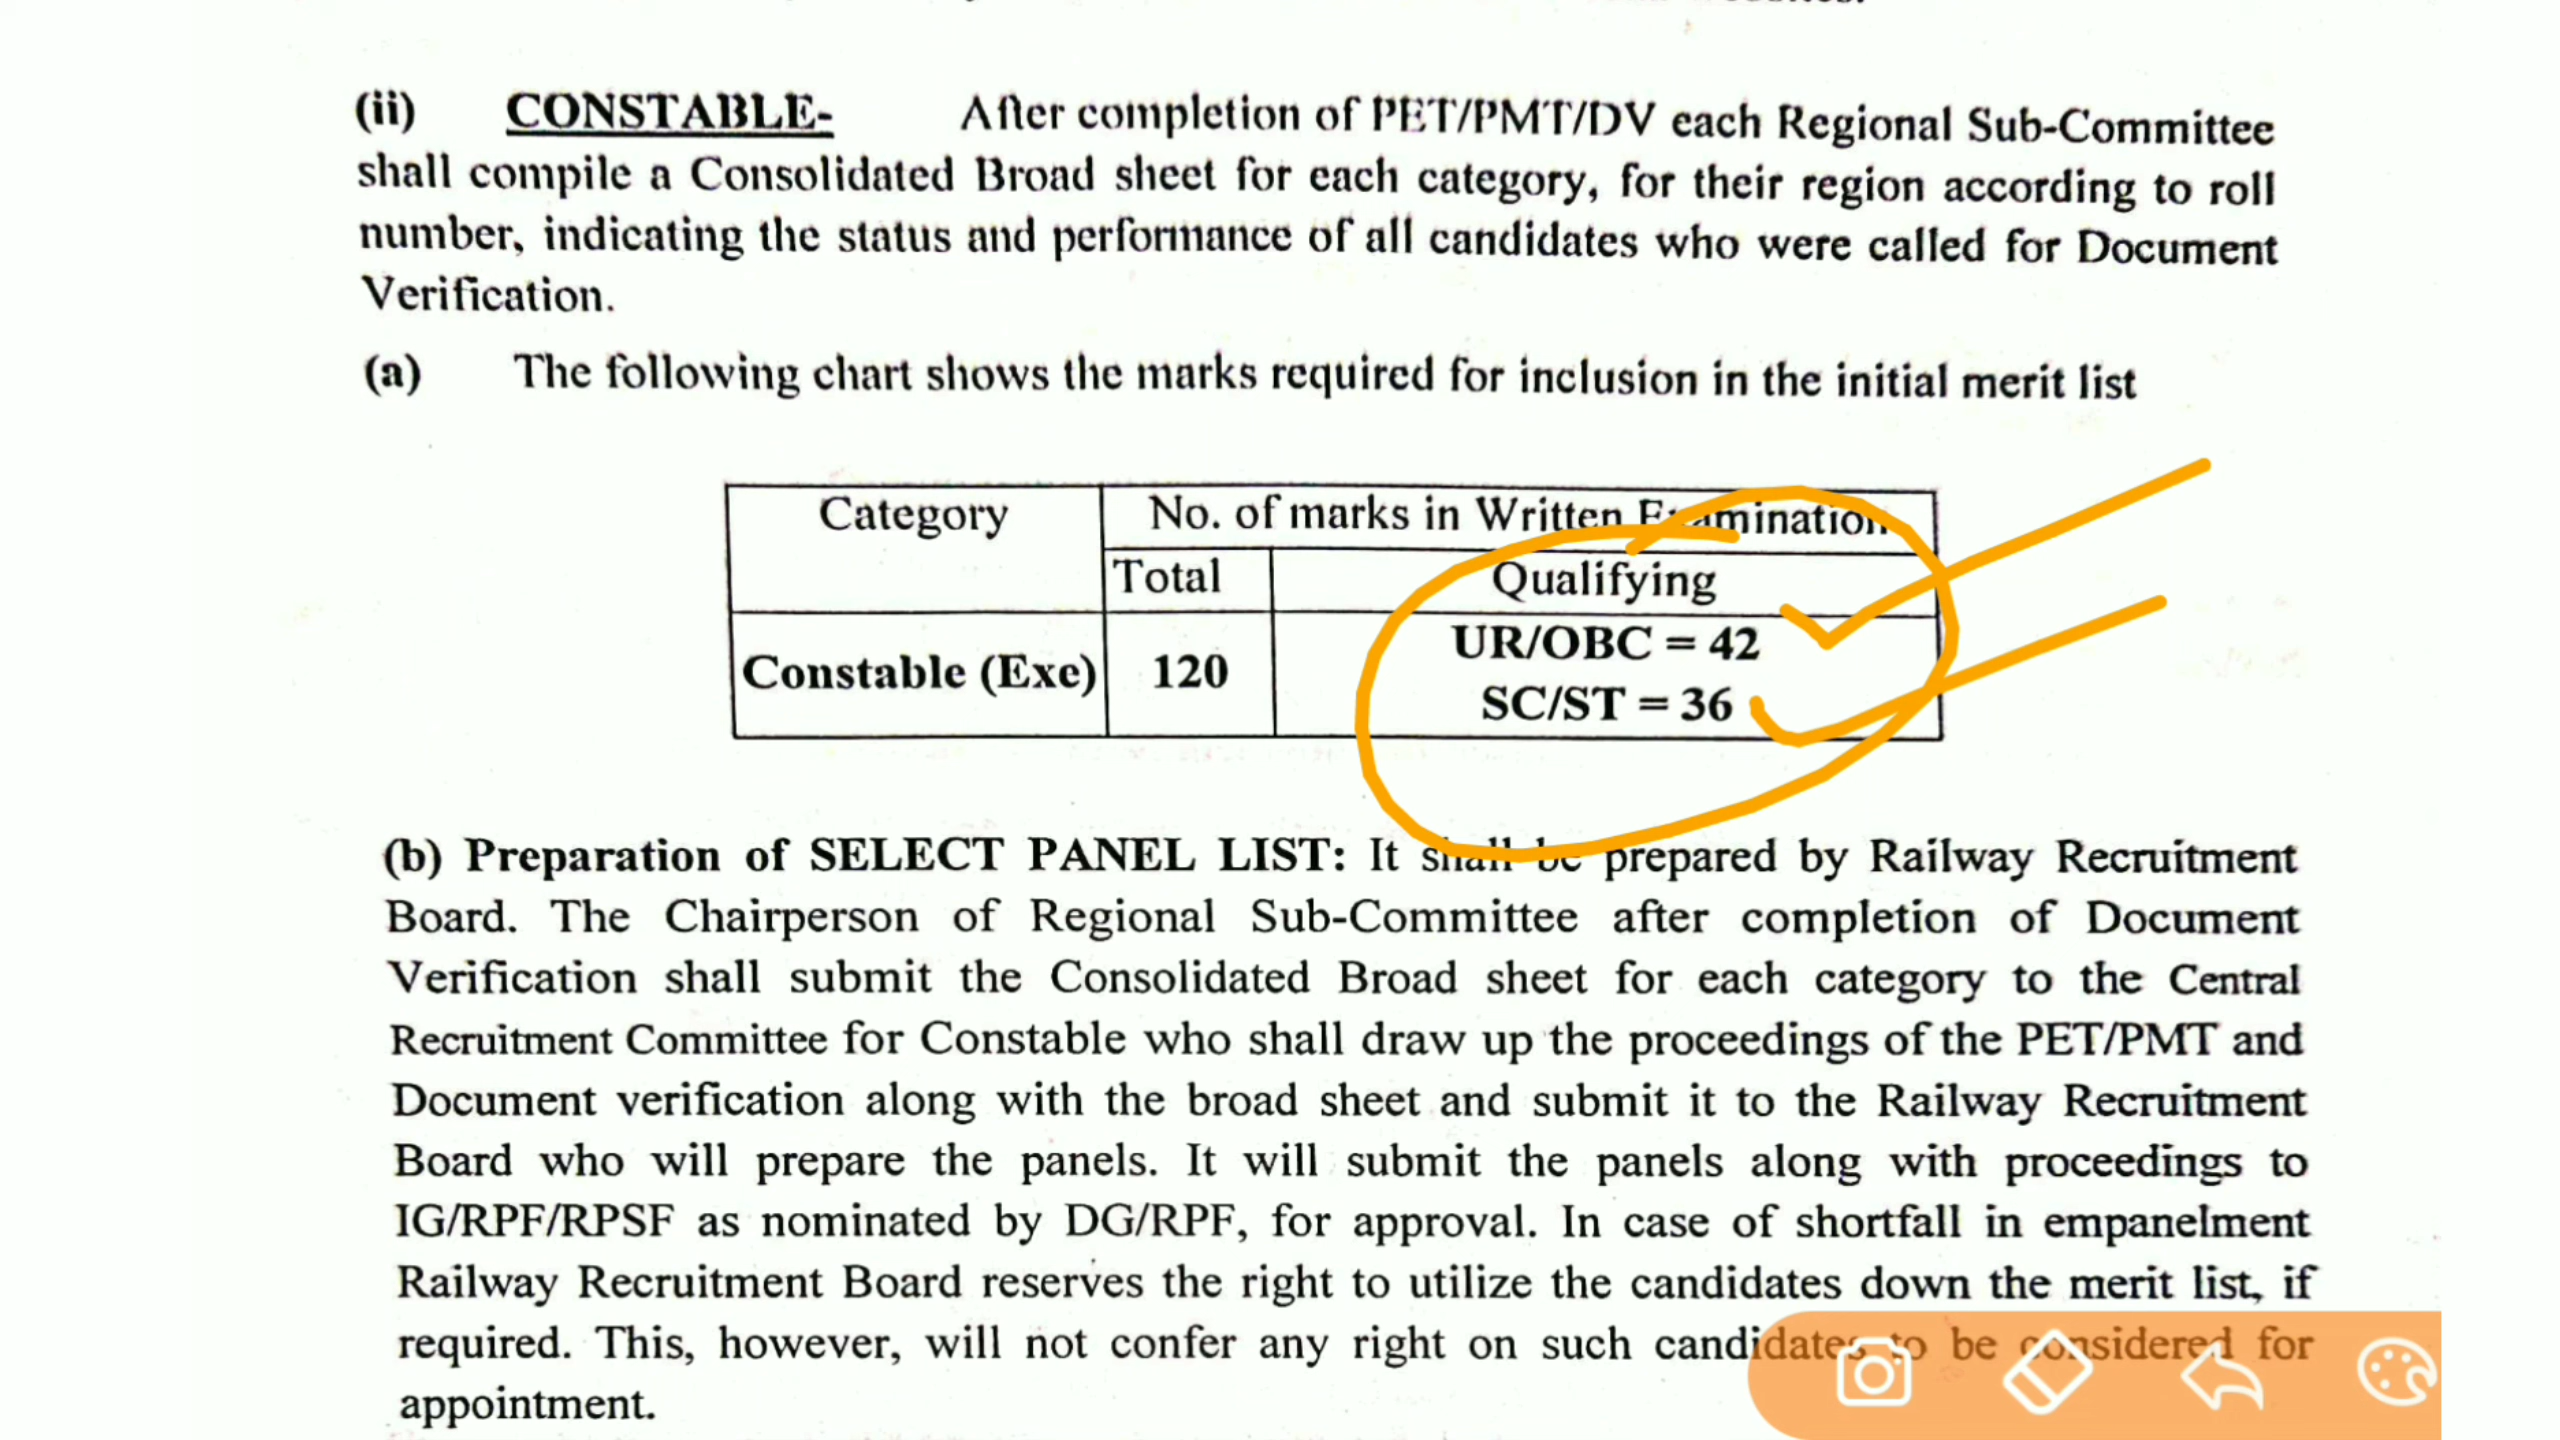 (ii) CONSTABLE- After completion of PET/PMT/DV each Regional Sub-Committee
shall compile a Consolidated Broad sheet for each category, for their region according to roll
number, indicating the status and performance of all candidates who were called for Document
Verification.
(a) The following chart shows the marks required for inclusion in the initial merit list
Category No. of marks in Written Examination
Total Qualifying
Constable (Exe) 120 UR/OBC = 42
SC/ST = 36
(b) Preparation of SELECT PANEL LIST: It shall be prepared by Railway Recruitment
Board. The Chairperson of Regional Sub-Committee after completion of Document
Verification shall submit the Consolidated Broad sheet for each category to the Central
Recruitment Committee for Constable who shall draw up the proceedings of the PET/PMT and
Document verification along with the broad sheet and submit it to the Railway Recruitment
Board who will prepare the panels. It will submit the panels along with proceedings to
IG/RPF/RPSF as nominated by DG/RPF, for approval. In case of shortfall in empanelment
Railway Recruitment Board reserves the right to utilize the candidates down the merit list, if
required. This, however, will not confer any right on such candidates to be considered for
appointment.